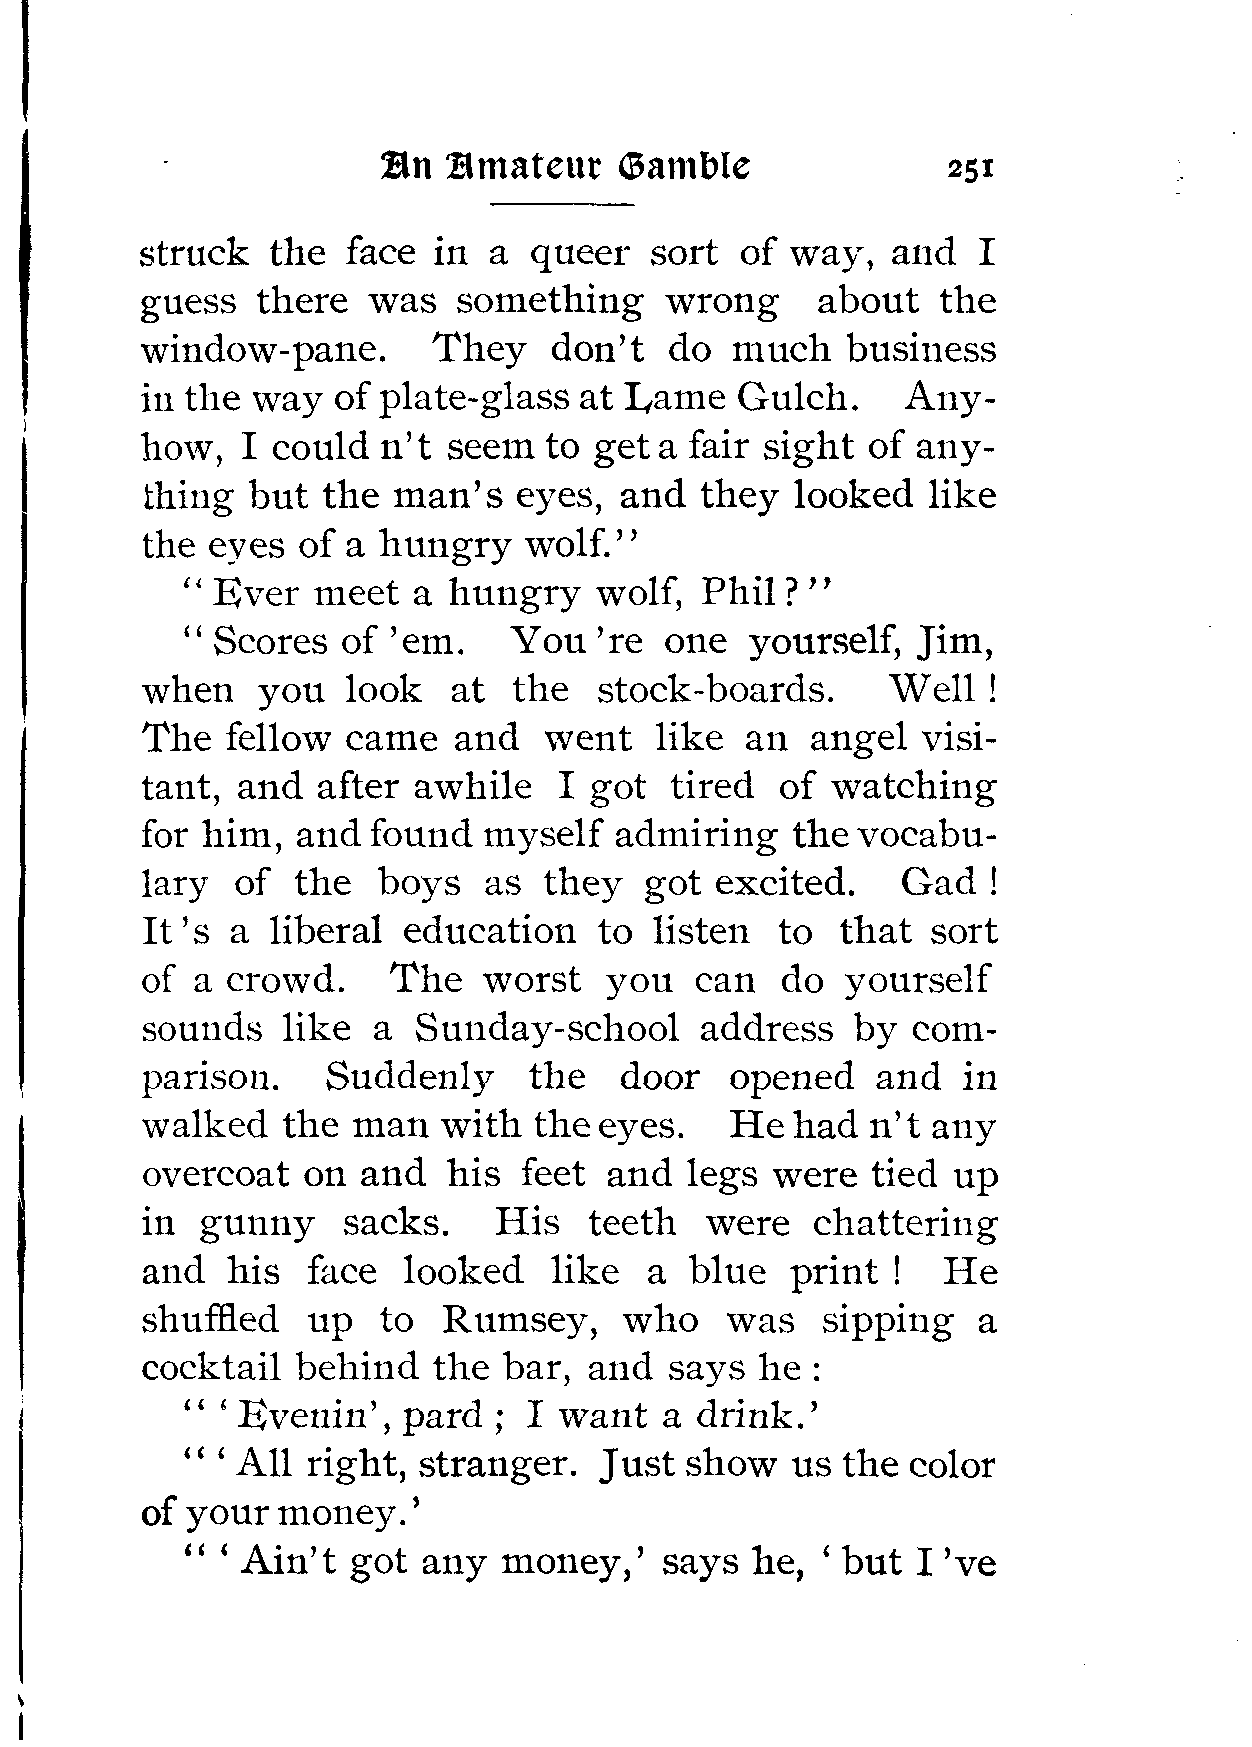 An Amateur Gamble 251
struck the face in a queer sort of way, and I
guess there was something wrong about the
window-pane. They don't do much business
in the way of plate-glass at Lame Gulch. Any-
how, I could n't seem to get a fair sight of any-
thing but the man's eyes, and they looked like
the eyes of a hungry wolf."
" Ever meet a hungry wolf, Phil ? "
" Scores of 'em. You 're one yourself, Jim,
when you look at the stock-boards. Well !
The fellow came and went like an angel visi-
tant, and after awhile I got tired of watching
for him, and found myself admiring the vocabu-
lary of the boys as they got excited. Gad !
It 's a liberal education to listen to that sort
of a crowd. The worst you can do yourself
sounds like a Sunday-school address by com-
parison. Suddenly the door opened and in
walked the man with the eyes. He had n't any
overcoat on and his feet and legs were tied up
in gunny sacks. His teeth were chattering
and his face looked like a blue print ! He
shuffled up to Rumsey, who was sipping a
cocktail behind the bar, and says he :
" ' Evenin', pard ; I want a drink.'
" ' All right, stranger. Just show us the color
of your money.'
" ' Ain't got any money,' says he, ' but I 've